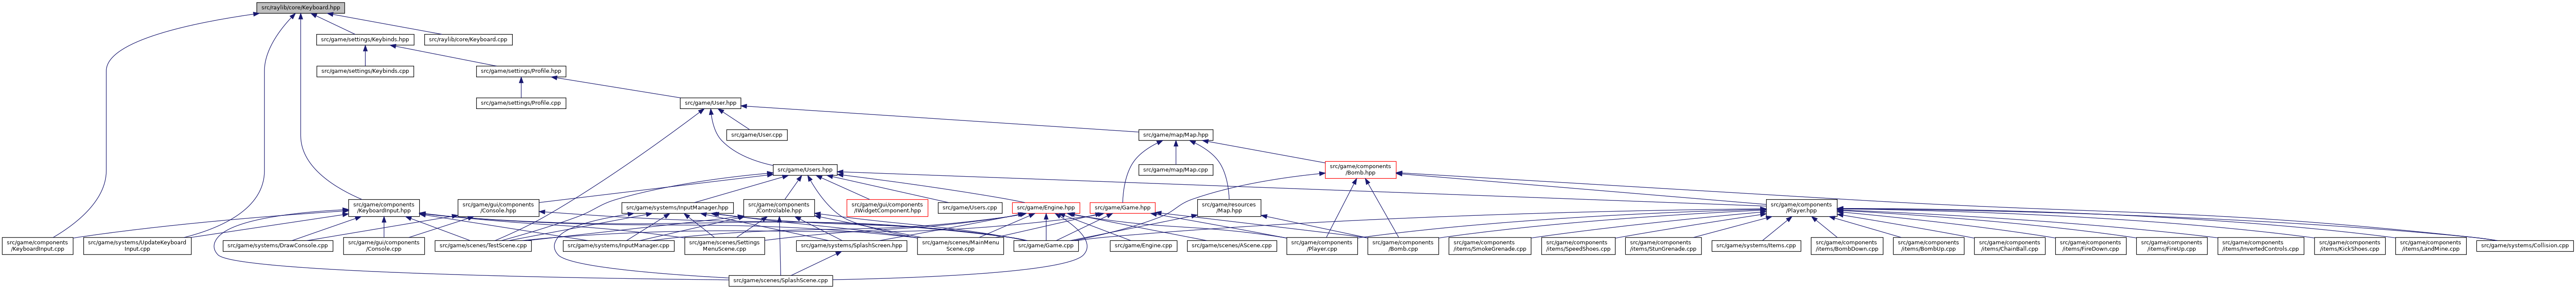 src/raylib/core/Keyboard.hpp
src/game/settings/Keybinds.hpp
src/raylib/core/Keyboard.cpp
src/game/settings/Keybinds.cpp
src/game/settings/Profile.hpp
src/game/settings/Profile.cpp
src/game/User.hpp
src/game/User.cpp
src/game/map/Map.hpp
src/game/Users.hpp
src/game/map/Map.cpp
src/game/components
/Bomb.hpp
src/game/components
/KeyboardInput.hpp
src/game/gui/components
/Console.hpp
src/game/systems/InputManager.hpp
src/game/components
/Controlable.hpp
src/game/gui/components
/IWidgetComponent.hpp
src/game/Users.cpp
src/game/Engine.hpp
src/game/Game.hpp
src/game/resources
/Map.hpp
src/game/components
/Player.hpp
src/game/components
/KeyboardInput.cpp
src/game/systems/UpdateKeyboard
Input.cpp
src/game/systems/DrawConsole.cpp
src/game/gui/components
/Console.cpp
src/game/scenes/TestScene.cpp
src/game/systems/InputManager.cpp
src/game/scenes/Settings
MenuScene.cpp
src/game/systems/SplashScreen.hpp
src/game/scenes/MainMenu
Scene.cpp
src/game/Game.cpp
src/game/Engine.cpp
src/game/scenes/AScene.cpp
src/game/components
/Player.cpp
src/game/components
/Bomb.cpp
src/game/components
/items/SmokeGrenade.cpp
src/game/components
/items/SpeedShoes.cpp
src/game/components
/items/StunGrenade.cpp
src/game/systems/Items.cpp
src/game/components
/items/BombDown.cpp
src/game/components
/items/BombUp.cpp
src/game/components
/items/ChainBall.cpp
src/game/components
/items/FireDown.cpp
src/game/components
/items/FireUp.cpp
src/game/components
/items/InvertedControls.cpp
src/game/components
/items/KickShoes.cpp
src/game/components
/items/LandMine.cpp
src/game/systems/Collision.cpp
src/game/scenes/SplashScene.cpp